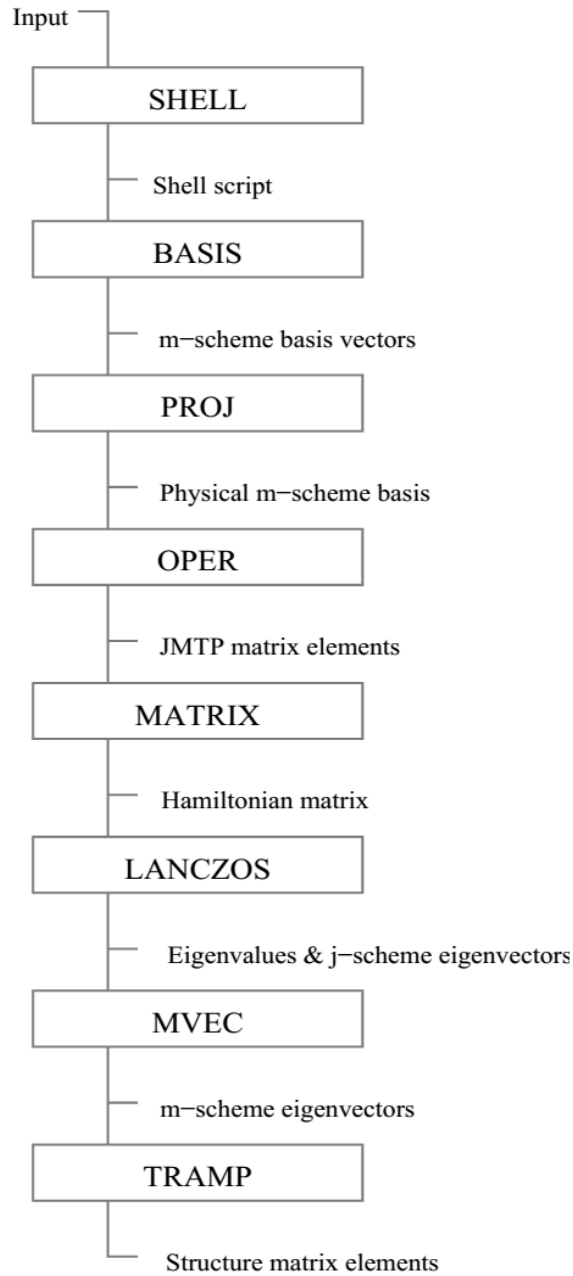 Input
SHELL
Shell script
BASIS
m−scheme basis vectors
PROJ
Physical m−scheme basis
OPER
JMTP matrix elements
MATRIX
Hamiltonian matrix
LANCZOS
Eigenvalues & j−scheme eigenvectors
MVEC
m−scheme eigenvectors
TRAMP
Structure matrix elements